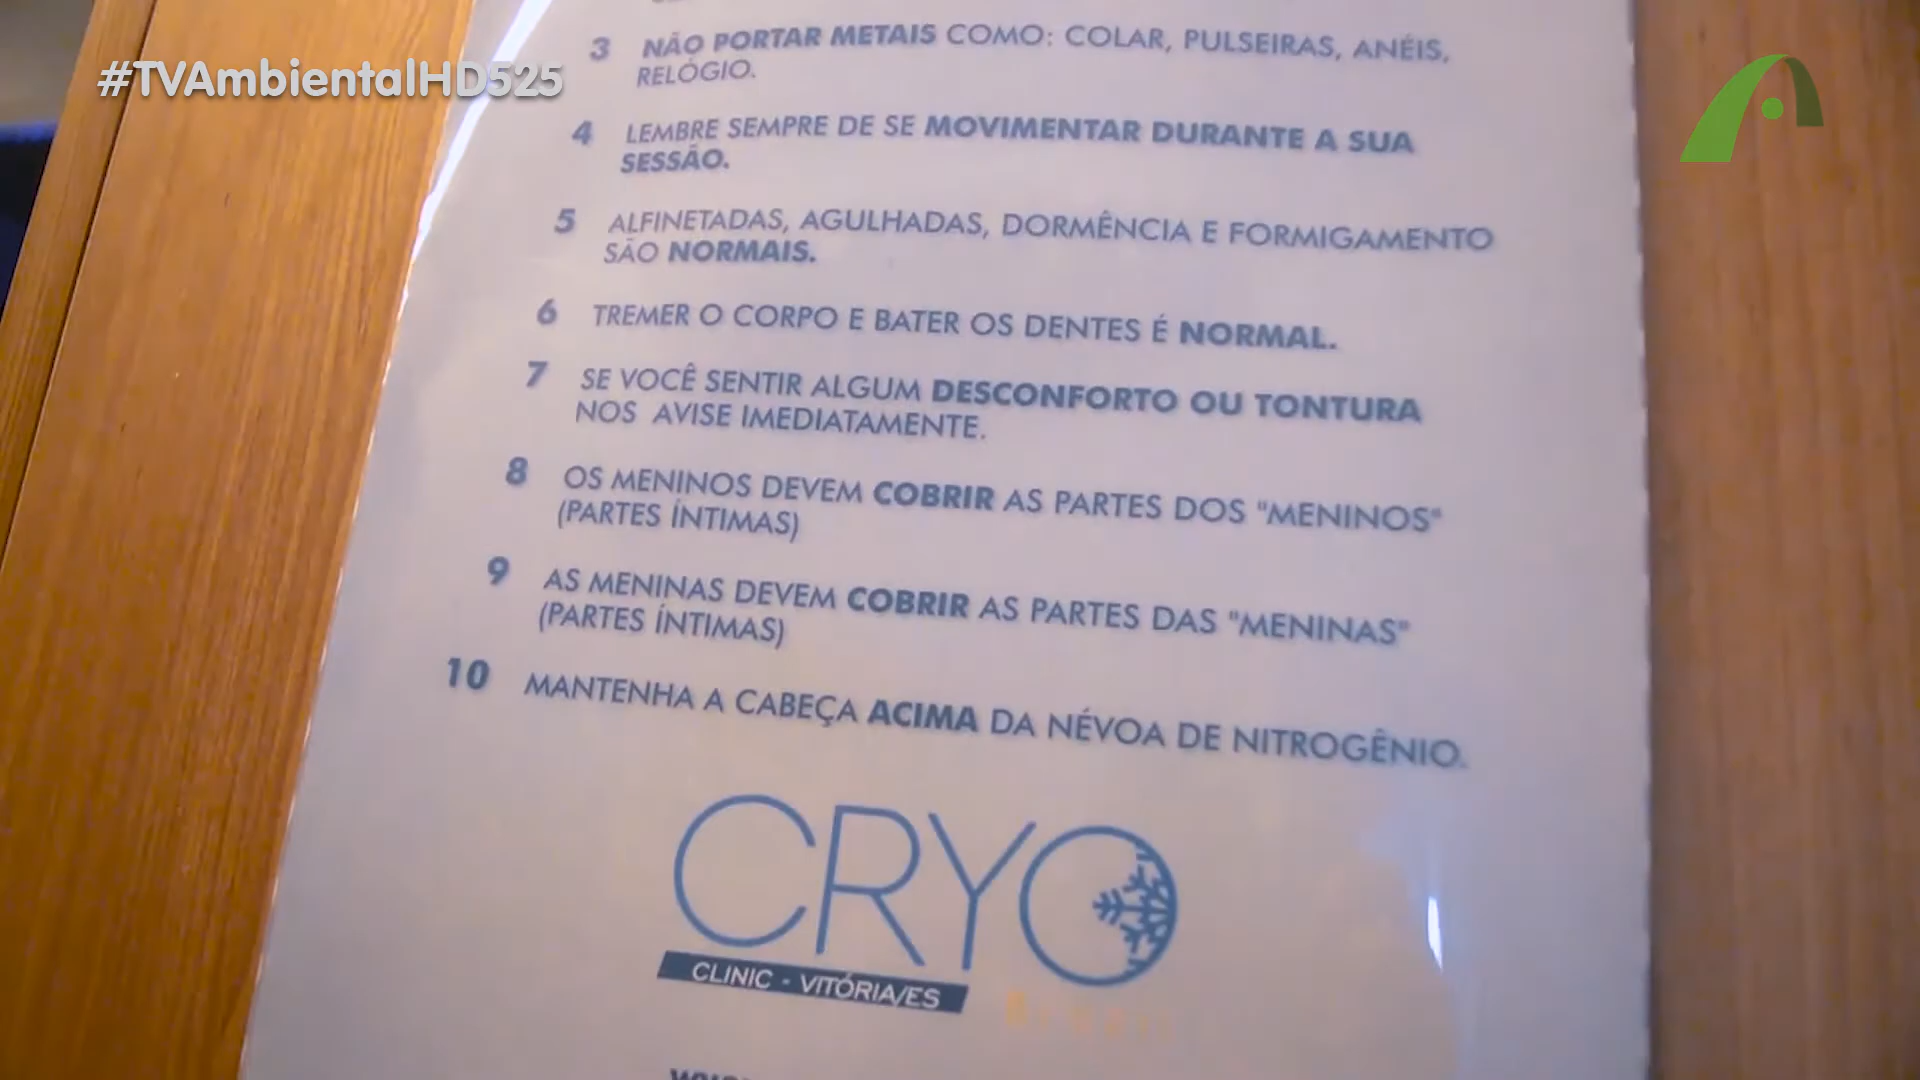 #TVAmbientalHD525
3 NÃO PORTAR METAIS COMO: COLAR, PULSEIRAS, ANÉIS,
RELÓGIO.
4 LEMBRE SEMPRE DE SE MOVIMENTAR DURANTE A SUA
SESSÃO.
5 ALFINETADAS, AGULHADAS, DORMÊNCIA E FORMIGAMENTO
SÃO NORMAIS.
6 TREMER O CORPO E BATER OS DENTES É NORMAL.
7 SE VOCÊ SENTIR ALGUM DESCONFORTO OU TONTURA
NOS AVISE IMEDIATAMENTE.
8 OS MENINOS DEVEM COBRIR AS PARTES DOS "MENINOS"
(PARTES ÍNTIMAS)
9 AS MENINAS DEVEM COBRIR AS PARTES DAS "MENINAS"
(PARTES ÍNTIMAS)
10 MANTENHA A CABEÇA ACIMA DA NÉVOA DE NITROGÊNIO.
CRYO
CLINIC - VITÓRIA/ES